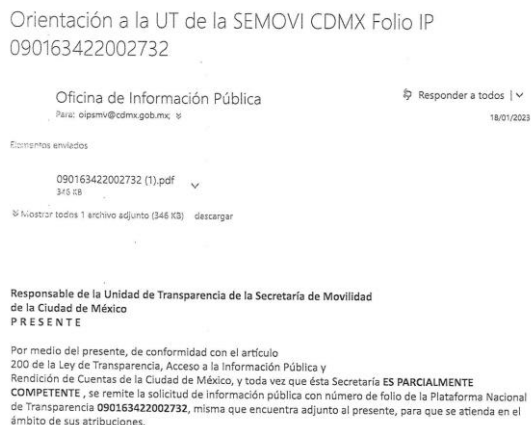 Orientación a la UT de la SEMOVI CDMX Folio IP
090163422002732
Oficina de Información Pública
Responder a todos |
Para: oipsmv@cdmx.gob.mx;
18/01/2023
Elementos enviados
090163422002732 (1).pdf
346 KB
Mostrar todos 1 archivo adjunto (346 KB) descargar
Responsable de la Unidad de Transparencia de la Secretaría de Movilidad
de la Ciudad de México
P R E S E N T E
Por medio del presente, de conformidad con el artículo
200 de la Ley de Transparencia, Acceso a la Información Pública y
Rendición de Cuentas de la Ciudad de México, y toda vez que ésta Secretaría ES PARCIALMENTE
COMPETENTE , se remite la solicitud de información pública con número de folio de la Plataforma Nacional
de Transparencia 090163422002732, misma que encuentra adjunto al presente, para que se atienda en el
ámbito de sus atribuciones.